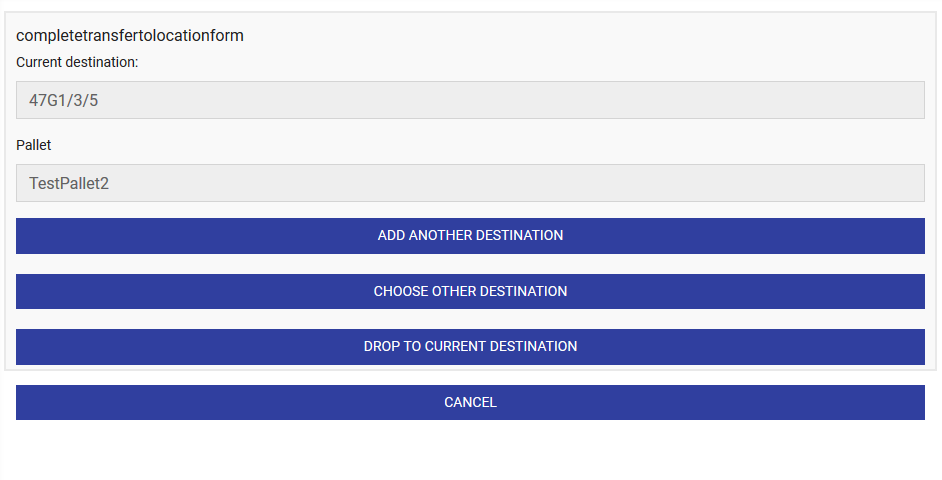 completetransfertolocationform
Current destination:
47G1/3/5
Pallet
TestPallet2
ADD ANOTHER DESTINATION
CHOOSE OTHER DESTINATION
DROP TO CURRENT DESTINATION
CANCEL